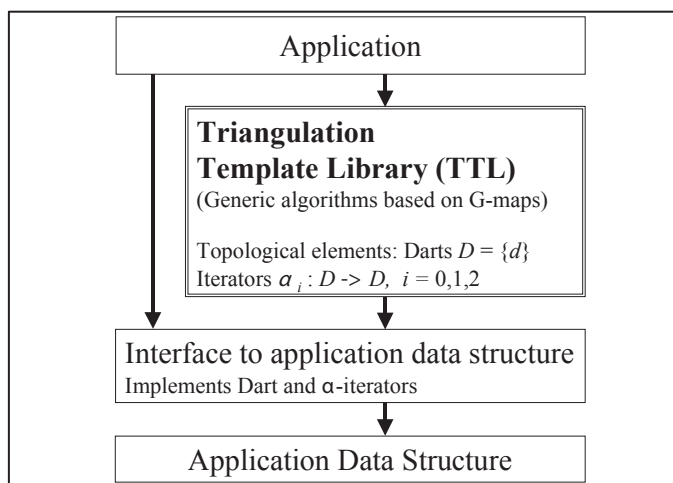 Application
Triangulation
Template Library (TTL)
(Generic algorithms based on G-maps)
Topological elements: Darts D = {d}
Iterators α i : D -> D, i = 0,1,2
Interface to application data structure
Implements Dart and α-iterators
Application Data Structure